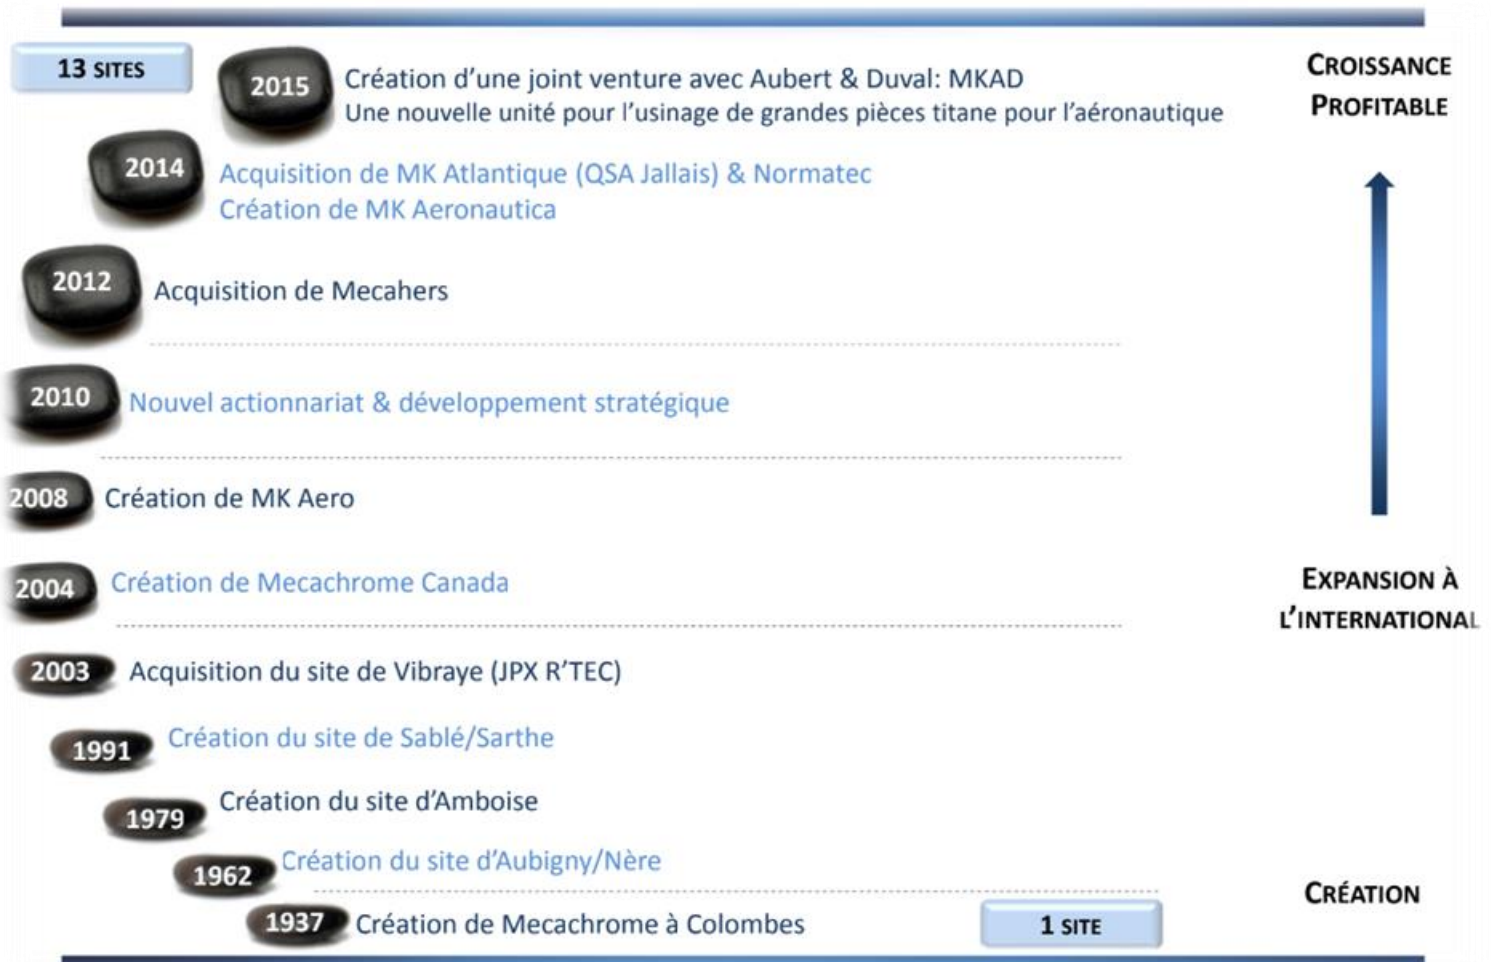 13 SITES
2015
Création d'une joint venture avec Aubert & Duval: MKAD
Une nouvelle unité pour l'usinage de grandes pièces titane pour l'aéronautique
CROISSANCE
PROFITABLE
2014
Acquisition de MK Atlantique (QSA Jallais) & Normatec
Création de MK Aeronautica
2012
Acquisition de Mecahers
2010
Nouvel actionnariat & développement stratégique
2008
Création de MK Aero
2004
Création de Mecachrome Canada
EXPANSION À
L'INTERNATIONAL
2003
Acquisition du site de Vibraye (JPX R'TEC)
1991
Création du site de Sablé/Sarthe
1979
Création du site d'Amboise
1962
Création du site d'Aubigny/Nère
CRÉATION
1937
Création de Mecachrome à Colombes
1 SITE